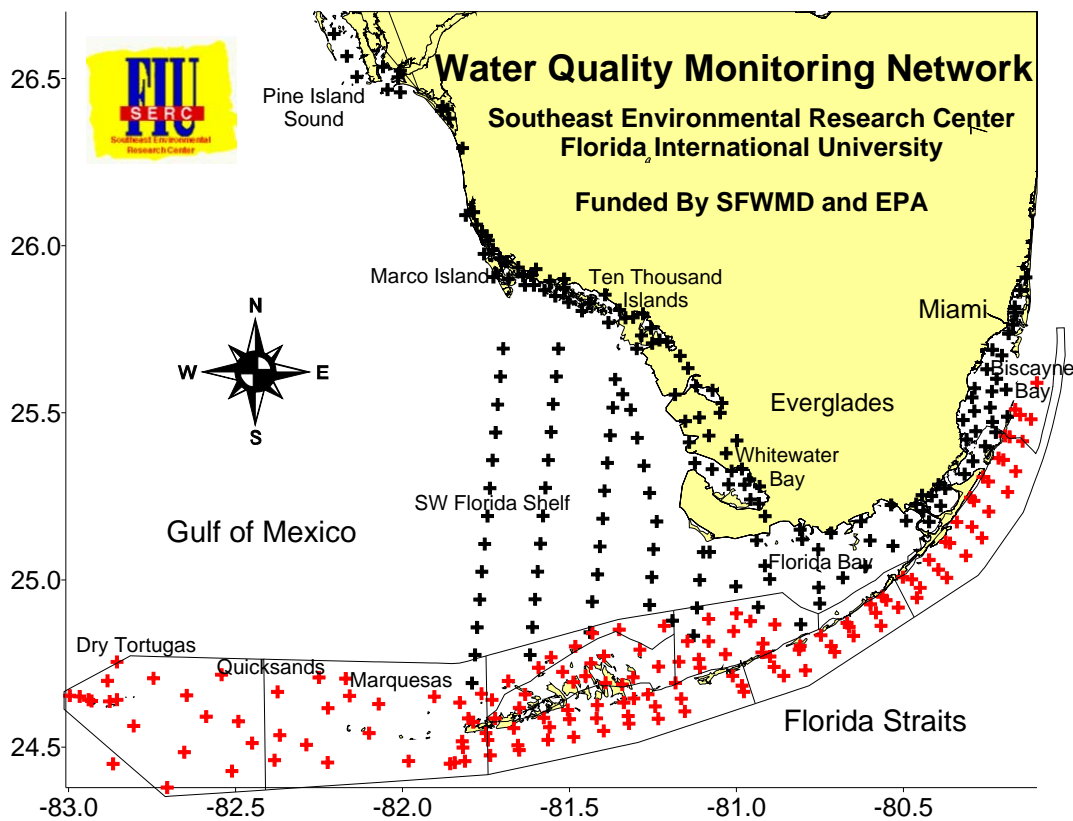 26.5
26.0
25.5
25.0
24.5
-83.0
-82.5
-82.0
-81.5
-81.0
-80.5
FIU
SERC
Southeast Environmental
Research Center
Water Quality Monitoring Network
Southeast Environmental Research Center
Florida International University
Funded By SFWMD and EPA
Pine Island
Sound
Marco Island
Ten Thousand
Islands
Miami
Biscayne
Bay
N
W
E
S
Everglades
Whitewater
Bay
SW Florida Shelf
Gulf of Mexico
Florida Bay
Dry Tortugas
Quicksands
Marquesas
Florida Straits